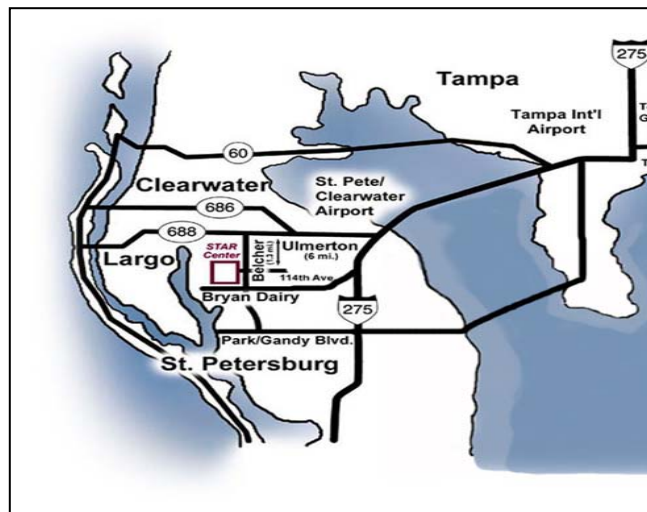 275
Tampa
Tampa Int'l
Airport
60
Clearwater
St. Pete/
Clearwater
Airport
686
688
STAR
Center
Belcher
(1.3 mi.)
Ulmerton
(6 mi.)
Largo
114th Ave.
Bryan Dairy
275
Park/Gandy Blvd.
St. Petersburg